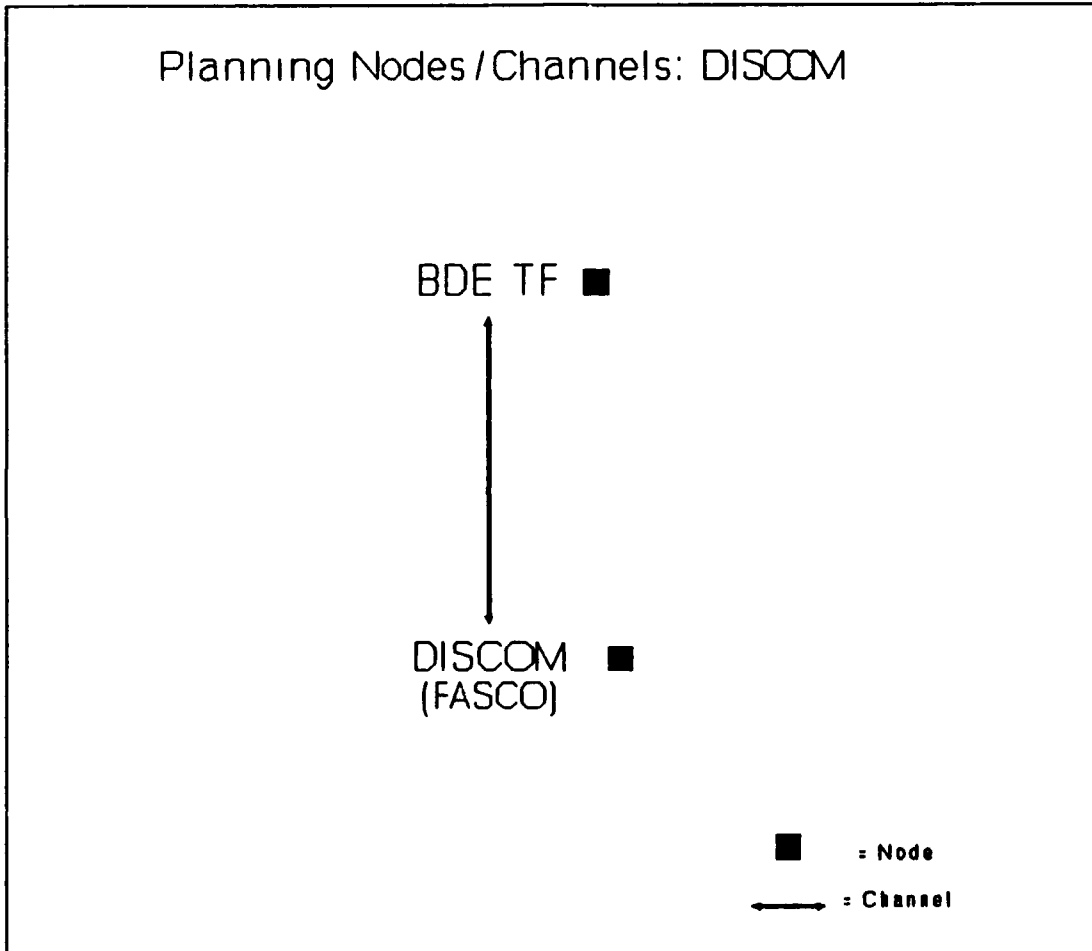 Planning Nodes/Channels: DISCOM
BDE TF
DISCOM
(FASCO)
= Node
= Channel